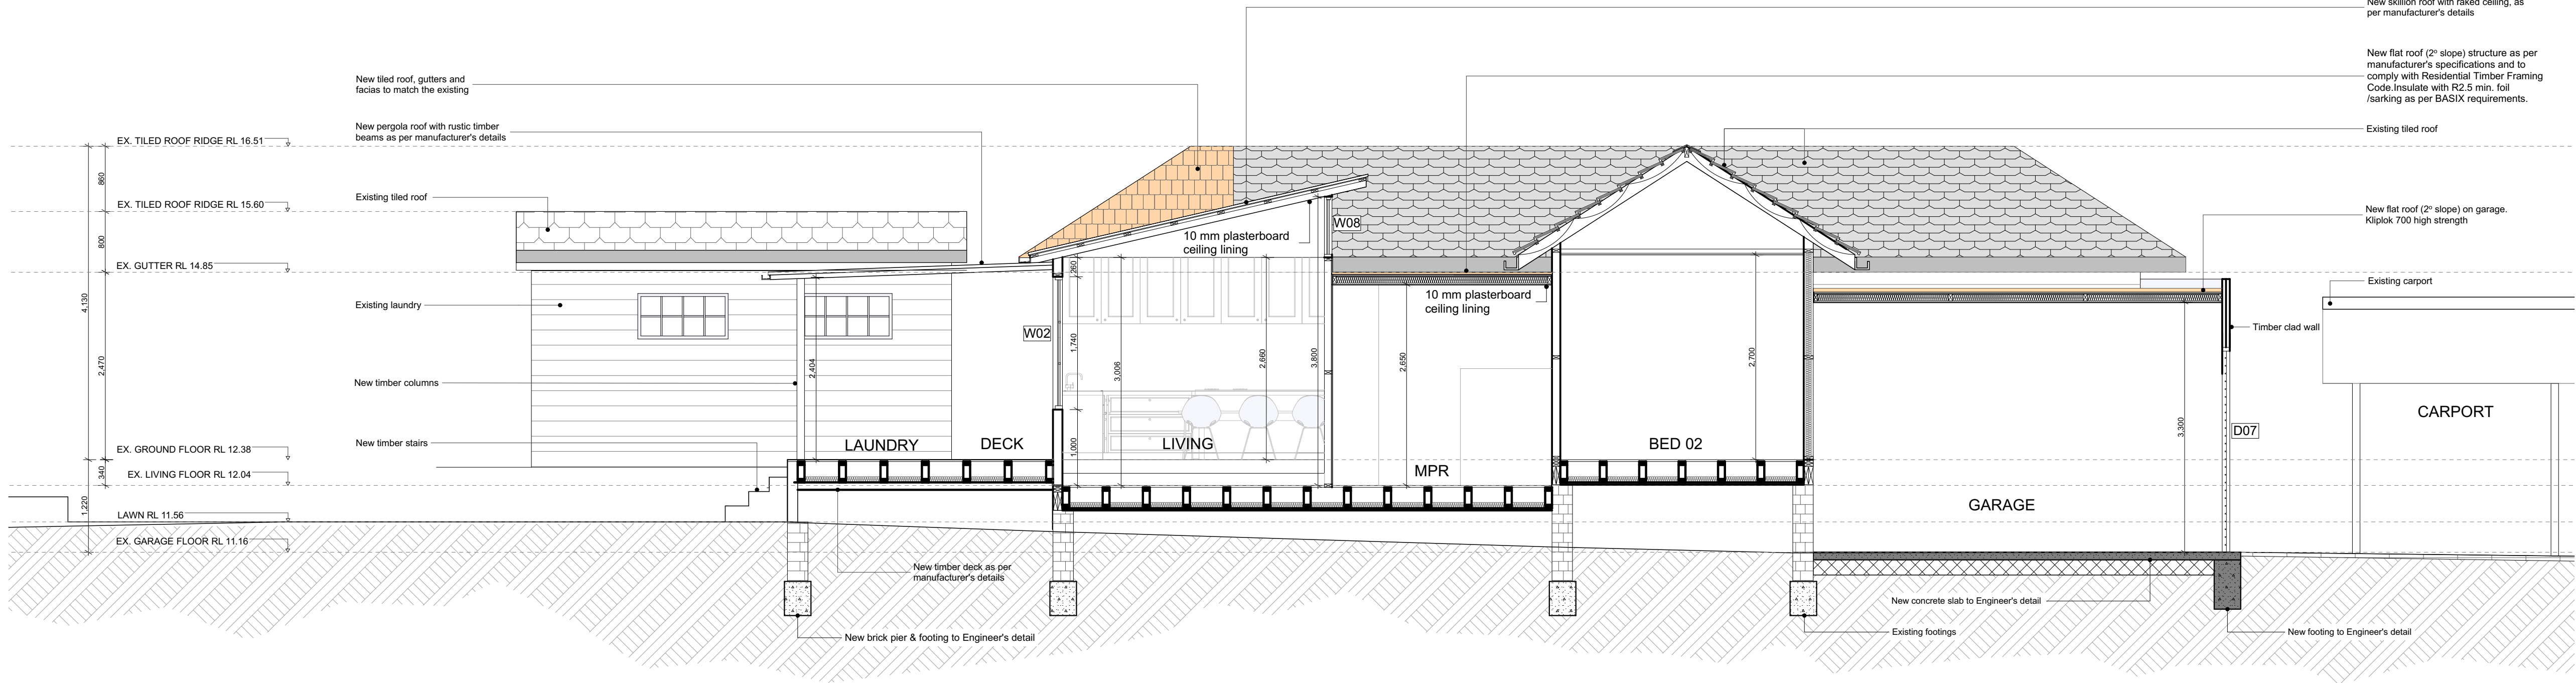 New skillion roof with raked ceiling, as
per manufacturer's details
New flat roof (2º slope) structure as per
manufacturer's specifications and to
comply with Residential Timber Framing
Code.Insulate with R2.5 min. foil
/sarking as per BASIX requirements.
New tiled roof, gutters and
facias to match the existing
New pergola roof with rustic timber
beams as per manufacturer's details
Existing tiled roof
EX. TILED ROOF RIDGE RL 16.51
860
EX. TILED ROOF RIDGE RL 15.60
Existing tiled roof
New flat roof (2º slope) on garage.
Kliplok 700 high strength
W08
10 mm plasterboard
ceiling lining
800
EX. GUTTER RL 14.85
260
Existing carport
10 mm plasterboard
ceiling lining
4,130
Existing laundry
Timber clad wall
W02
1,740
2,470
2,404
3,006
2,660
3,800
2,650
2,700
New timber columns
CARPORT
3,300
D07
New timber stairs
LAUNDRY
DECK
LIVING
BED 02
1,000
EX. GROUND FLOOR RL 12.38
340
EX. LIVING FLOOR RL 12.04
MPR
1,220
GARAGE
LAWN RL 11.56
EX. GARAGE FLOOR RL 11.16
New timber deck as per
manufacturer's details
New concrete slab to Engineer's detail
New brick pier & footing to Engineer's detail
Existing footings
New footing to Engineer's detail